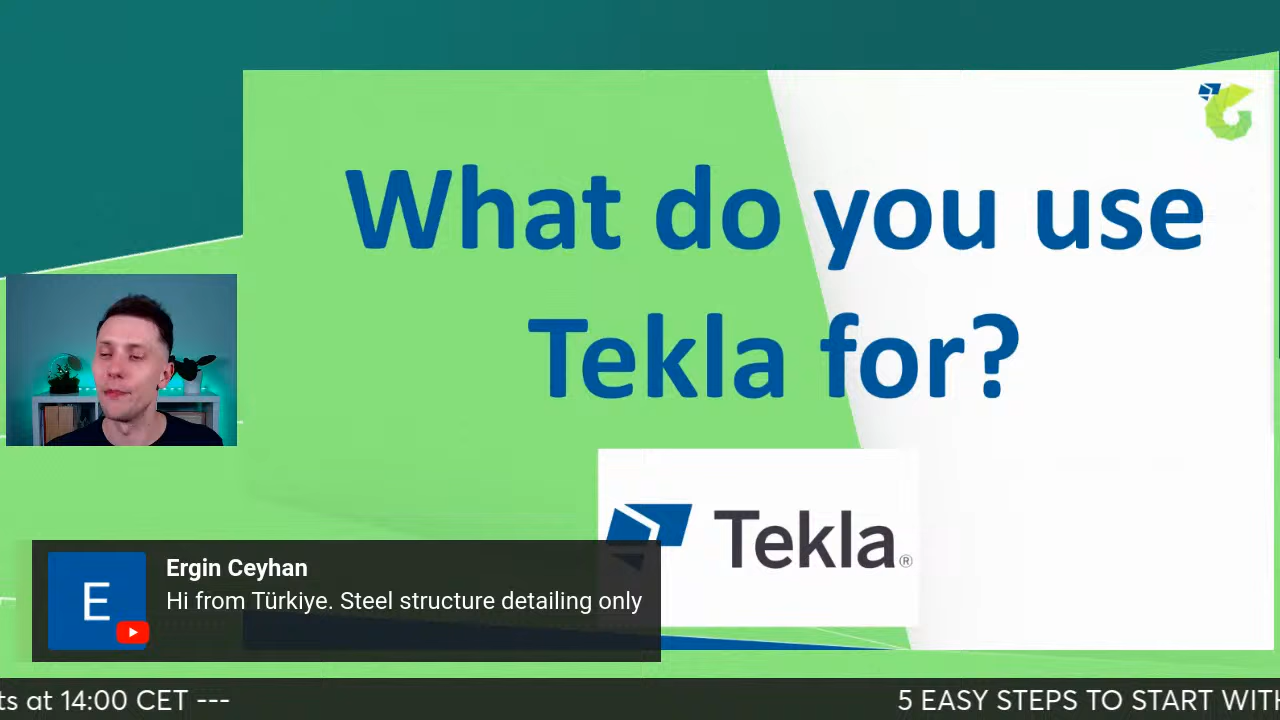 What do you use
Tekla for?
Tekla®
E
Ergin Ceyhan
Hi from Türkiye. Steel structure detailing only
ts at 14:00 CET ---
5 EASY STEPS TO START WITH